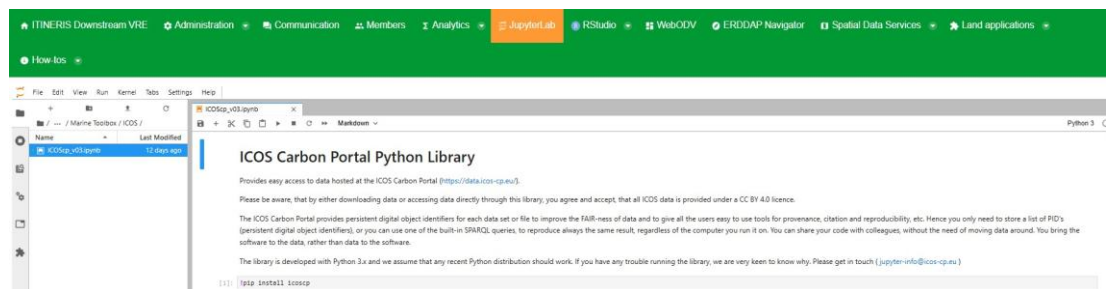 ITINERIS Downstream VRE Administration Communication Members Analytics JupyterLab RStudio WebODV ERDDAP Navigator Spatial Data Services Land applications
How-tos
File Edit View Run Kernel Tabs Settings Help
ICOScp_v03.ipynb
/ ... / Marine Toolbox / ICOS /
Markdown
Python 3
Name Last Modified
ICOScp_v03.ipynb 12 days ago
ICOS Carbon Portal Python Library
Provides easy access to data hosted at the ICOS Carbon Portal (https://data.icos-cp.eu/).
Please be aware, that by either downloading data or accessing data directly through this library, you agree and accept, that all ICOS data is provided under a CC BY 4.0 licence.
The ICOS Carbon Portal provides persistent digital object identifiers for each data set or file to improve the FAIR-ness of data and to give all the users easy to use tools for provenance, citation and reproducibility, etc. Hence you only need to store a list of PID's
(persistent digital object identifiers), or you can use one of the built-in SPARQL queries, to reproduce always the same result, regardless of the computer you run it on. You can share your code with colleagues, without the need of moving data around. You bring the
software to the data, rather than data to the software.
The library is developed with Python 3.x and we assume that any recent Python distribution should work. If you have any trouble running the library, we are very keen to know why. Please get in touch (jupyter-info@icos-cp.eu )
[1]: !pip install icoscp